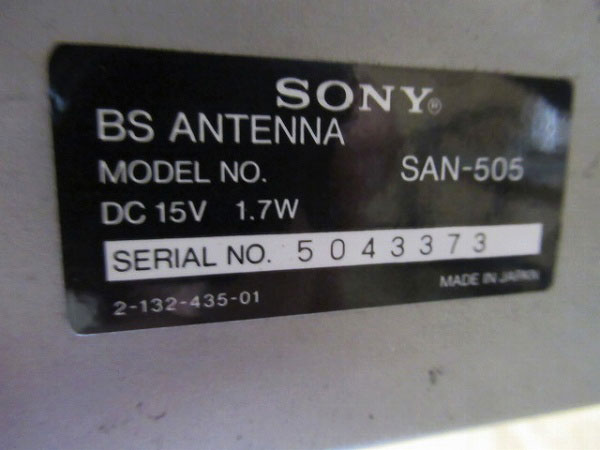 SONY®
BS ANTENNA
MODEL NO. SAN-505
DC 15V 1.7W
SERIAL NO. 5043373
MADE IN JAPAN
2-132-435-01